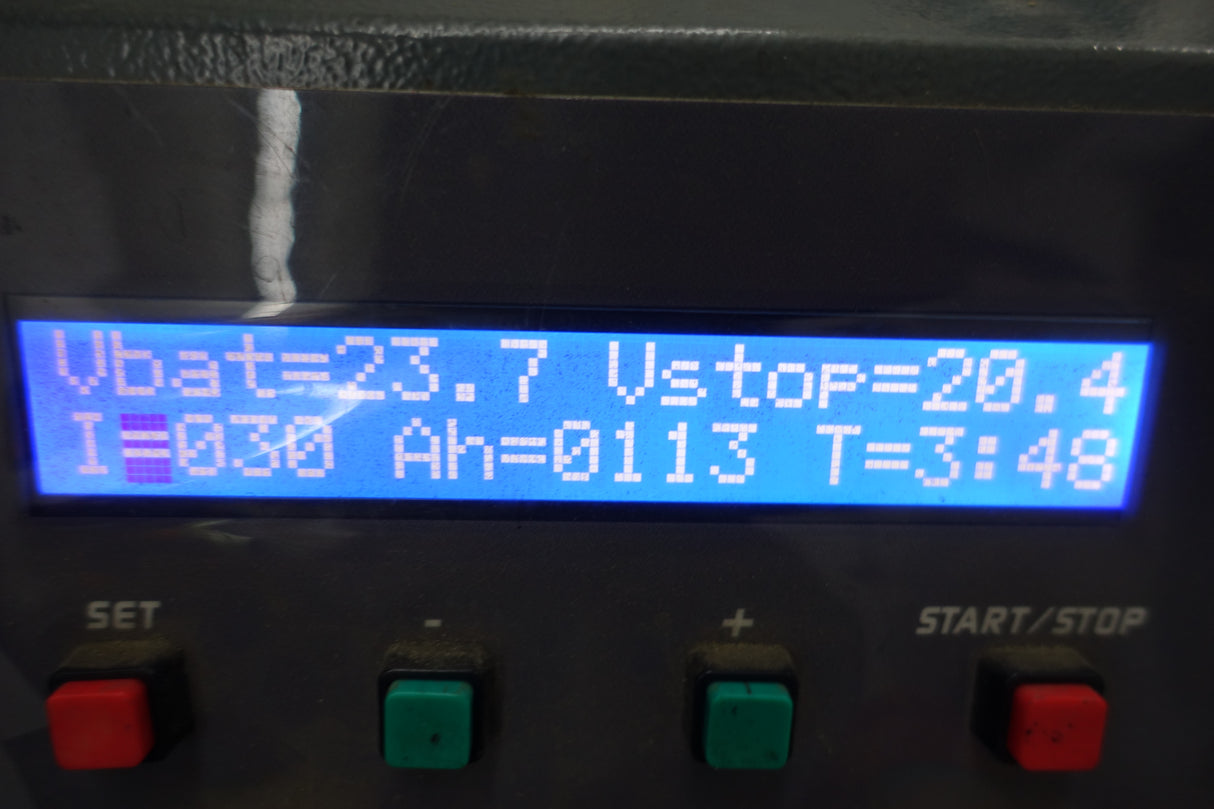 Vbat=23.7 Vstop=20.4
I=030 Ah=0113 T=3:48
SET - + START/STOP